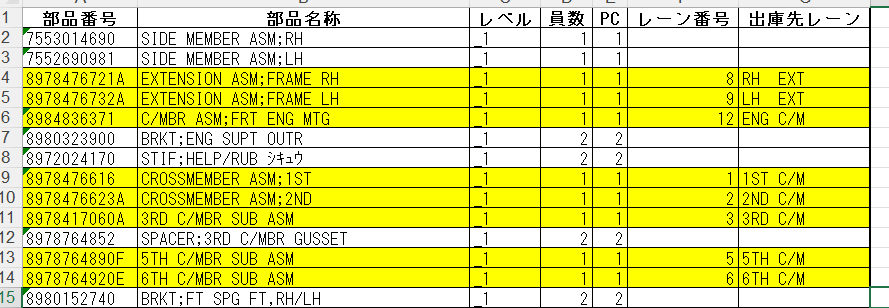 1 部品番号 部品名称 レベル 員数 PC レーン番号 出庫先レーン
2 7553014690 SIDE MEMBER ASM;RH _1 1 1
3 7552690981 SIDE MEMBER ASM;LH _1 1 1
4 8978476721A EXTENSION ASM;FRAME RH _1 1 1 8 RH EXT
5 8978476732A EXTENSION ASM;FRAME LH _1 1 1 9 LH EXT
6 8984836371 C/MBR ASM;FRT ENG MTG _1 1 1 12 ENG C/M
7 8980323900 BRKT;ENG SUPT OUTR _1 2 2
8 8972024170 STIF;HELP/RUB ｼｷｭｳ _1 2 2
9 8978476616 CROSSMEMBER ASM;1ST _1 1 1 1 1ST C/M
10 8978476623A CROSSMEMBER ASM;2ND _1 1 1 2 2ND C/M
11 8978417060A 3RD C/MBR SUB ASM _1 1 1 3 3RD C/M
12 8978764852 SPACER;3RD C/MBR GUSSET _1 2 2
13 8978764890F 5TH C/MBR SUB ASM _1 1 1 5 5TH C/M
14 8978764920E 6TH C/MBR SUB ASM _1 1 1 6 6TH C/M
15 8980152740 BRKT;FT SPG FT,RH/LH _1 2 2